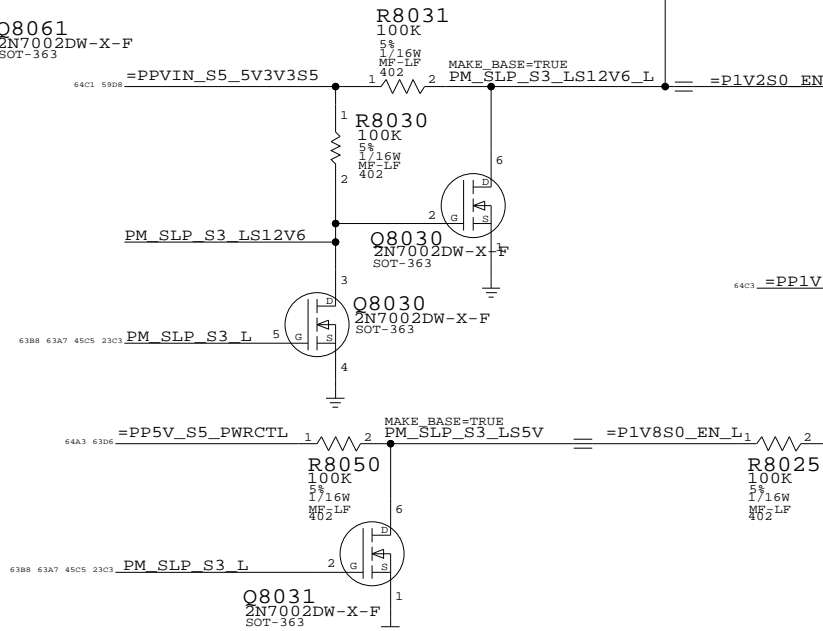 Q8061
2N7002DW-X-F
SOT-363
R8031
100K
5%
1/16W
MF-LF
402
64C1 59D8
=PPVIN_S5_5V3V3S5
1
2
MAKE_BASE=TRUE
PM_SLP_S3_LS12V6_L
=P1V2S0_EN
1
R8030
100K
5%
1/16W
MF-LF
402
2
6
D
2
G
S
1
Q8030
2N7002DW-X-F
SOT-363
PM_SLP_S3_LS12V6
64C3
=PP1V
3
D
Q8030
2N7002DW-X-F
SOT-363
63B8 63A7 45C5 23C3
PM_SLP_S3_L
5
G
S
4
64A3 63D6
=PP5V_S5_PWRCTL
1
2
MAKE_BASE=TRUE
PM_SLP_S3_LS5V
=P1V8S0_EN_L
1
2
R8050
100K
5%
1/16W
MF-LF
402
R8025
100K
5%
1/16W
MF-LF
402
6
D
63B8 63A7 45C5 23C3
PM_SLP_S3_L
2
G
S
1
Q8031
2N7002DW-X-F
SOT-363